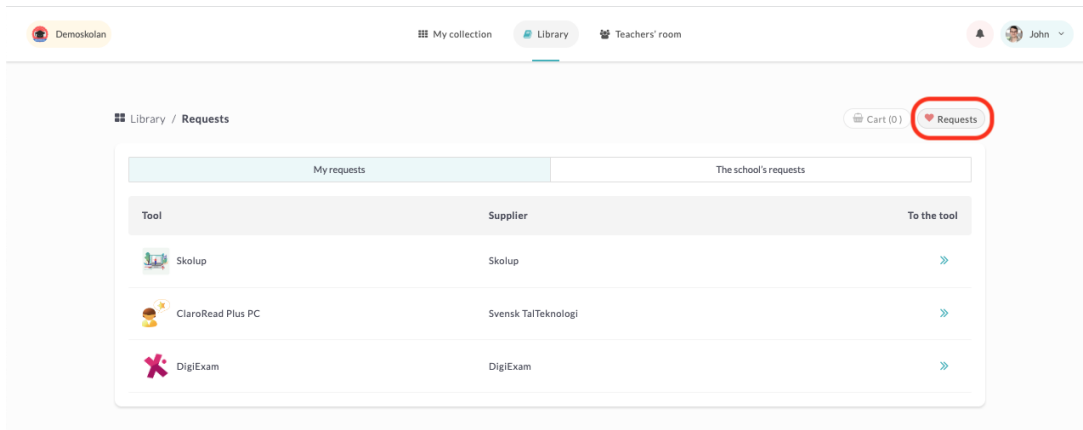 Demoskolan My collection Library Teachers' room John
Library / Requests Cart (0) Requests
My requests The school's requests
Tool Supplier To the tool
Skolup Skolup
ClaroRead Plus PC Svensk TalTeknologi
DigiExam DigiExam